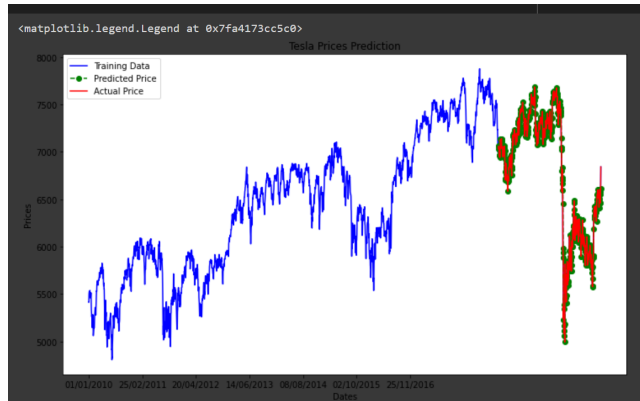 <matplotlib.legend.Legend at 0x7fa4173cc5c0>
Tesla Prices Prediction
Training Data
Predicted Price
Actual Price
8000
7500
7000
6500
6000
5500
5000
Prices
01/01/2010 25/02/2011 20/04/2012 14/06/2013 08/08/2014 02/10/2015 25/11/2016
Dates